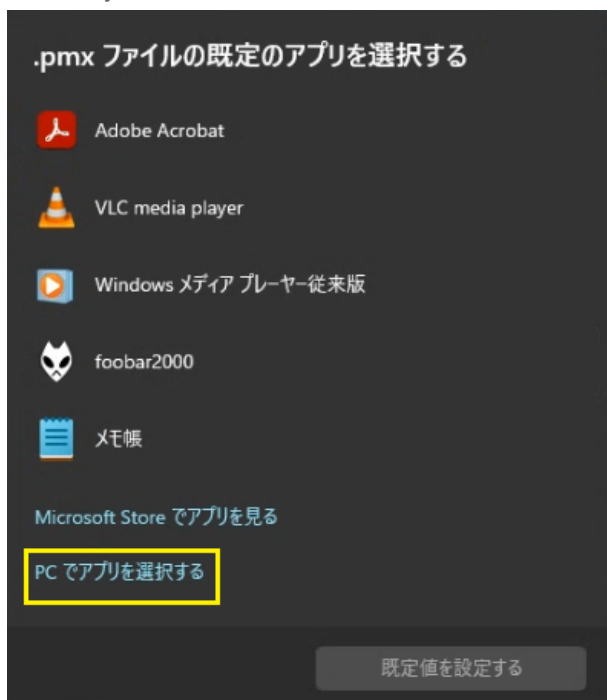 .pmx ファイルの既定のアプリを選択する
Adobe Acrobat
VLC media player
Windows メディア プレーヤー従来版
foobar2000
メモ帳
Microsoft Store でアプリを見る
PC でアプリを選択する
既定値を設定する